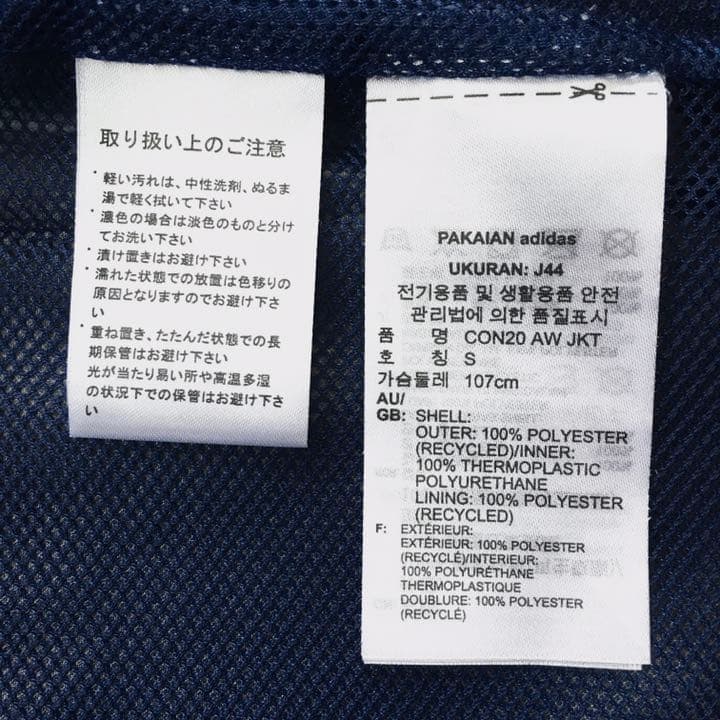 取り扱い上のご注意
・軽い汚れは、中性洗剤、ぬるま
湯で軽く拭いて下さい
・濃色の場合は淡色のものと分け
てお洗い下さい
・漬け置きはお避け下さい
・濡れた状態での放置は色移りの
原因となりますのでお避け下さ
い
・重ね置き、たたんだ状態での長
期保管はお避け下さい
光が当たり易い所や高温多湿
の状況下での保管はお避け下さ
い
PAKAIAN adidas
UKURAN: J44
전기용품 및 생활용품 안전
관리법에 의한 품질표시
품 명 CON20 AW JKT
호 칭 S
가슴둘레 107cm
AU/
GB: SHELL:
OUTER: 100% POLYESTER
(RECYCLED)/INNER:
100% THERMOPLASTIC
POLYURETHANE
LINING: 100% POLYESTER
(RECYCLED)
F: EXTÉRIEUR:
EXTÉRIEUR: 100% POLYESTER
(RECYCLÉ)/INTERIEUR:
100% POLYURÉTHANE
THERMOPLASTIQUE
DOUBLURE: 100% POLYESTER
(RECYCLÉ)